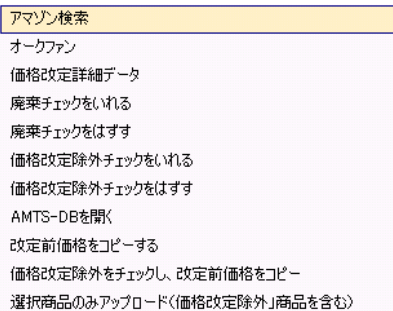 アマゾン検索
オークファン
価格改定詳細データ
廃棄チェックをいれる
廃棄チェックをはずす
価格改定除外チェックをいれる
価格改定除外チェックをはずす
AMTS-DBを開く
改定前価格をコピーする
価格改定除外をチェックし、改定前価格をコピー
選択商品のみアップロード(価格改定除外」商品を含む)